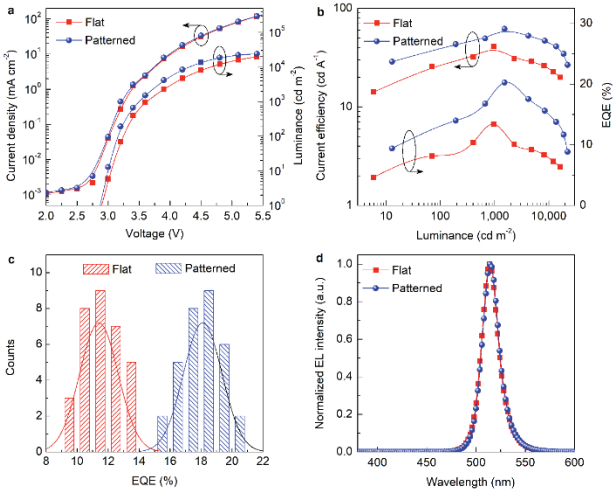 a
Flat
Patterned
Current density (mA cm⁻²)
10²
10¹
10⁰
10⁻¹
10⁻²
10⁻³
Luminance (cd m⁻²)
10⁵
10⁴
10³
10²
10¹
10⁰
2.0 2.5 3.0 3.5 4.0 4.5 5.0 5.5
Voltage (V)
b
Flat
Patterned
Current efficiency (cd A⁻¹)
100
10
1
EQE (%)
30
25
20
15
10
5
0
10 100 1,000 10,000
Luminance (cd m⁻²)
c
Flat
Patterned
Counts
10
8
6
4
2
0
8 10 12 14 16 18 20 22
EQE (%)
d
Flat
Patterned
Normalized EL intensity (a.u.)
1.0
0.8
0.6
0.4
0.2
0.0
400 450 500 550 600
Wavelength (nm)